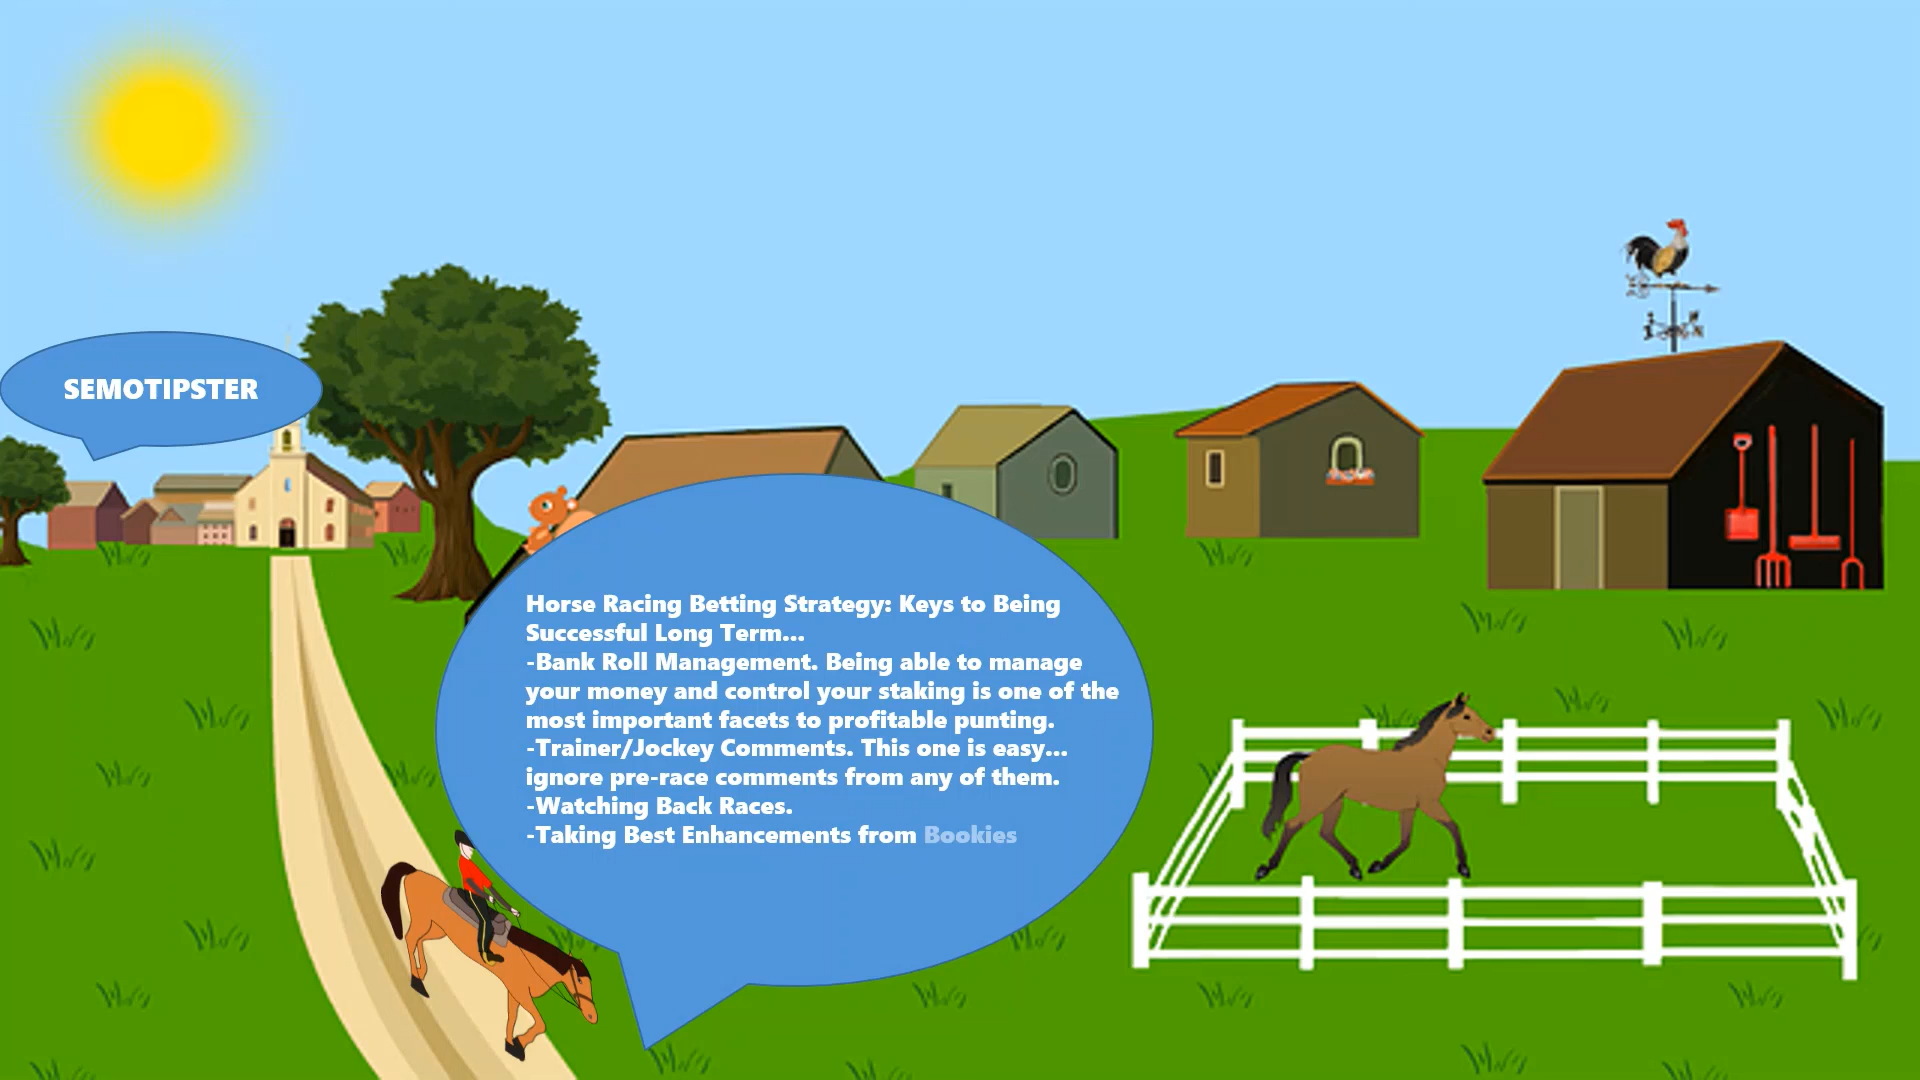 SEMOTIPSTER
Horse Racing Betting Strategy: Keys to Being
Successful Long Term...
-Bank Roll Management. Being able to manage
your money and control your staking is one of the
most important facets to profitable punting.
-Trainer/Jockey Comments. This one is easy...
ignore pre-race comments from any of them.
-Watching Back Races.
-Taking Best Enhancements from Bookies